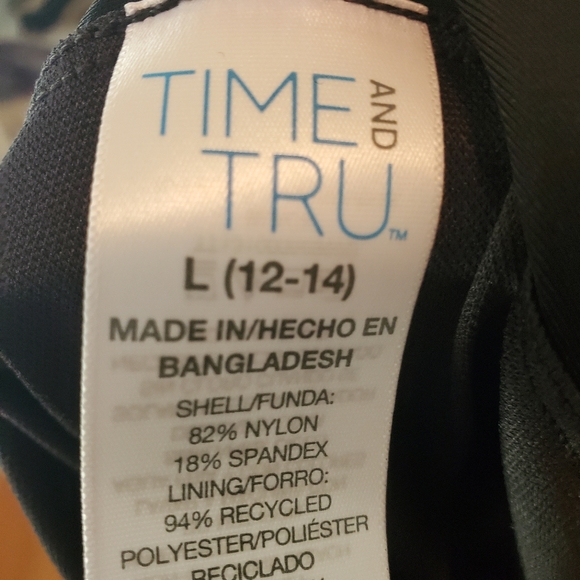 TIME AND
TRU™
L (12-14)
MADE IN/HECHO EN
BANGLADESH
SHELL/FUNDA:
82% NYLON
18% SPANDEX
LINING/FORRO:
94% RECYCLED
POLYESTER/POLIÉSTER
RECICLADO